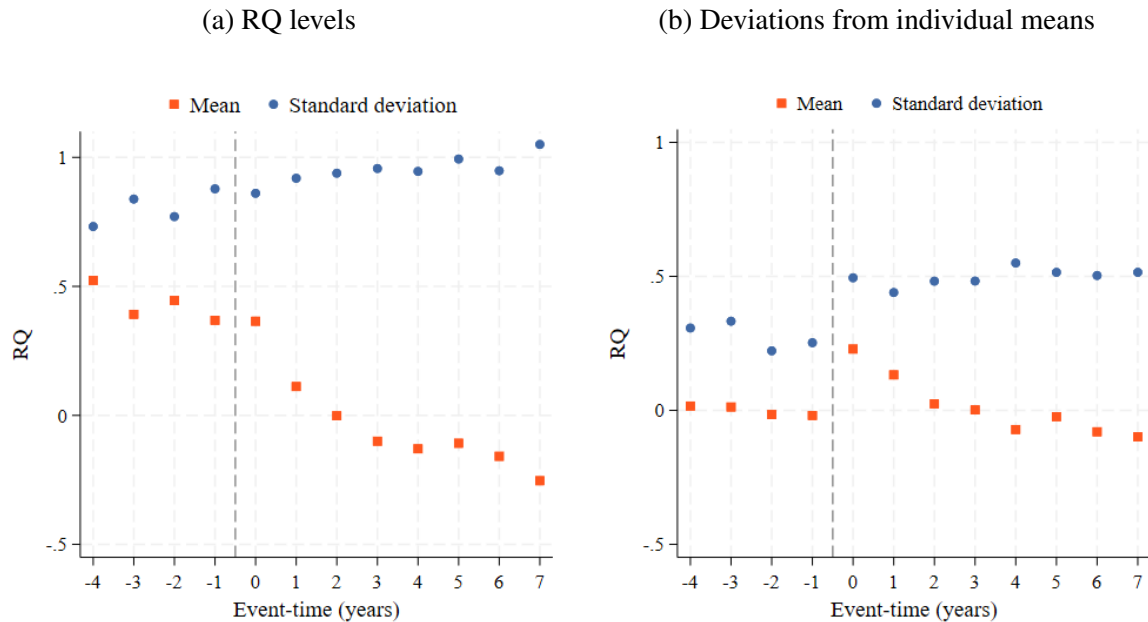 (a) RQ levels
Mean
Standard deviation
1
.5
0
-.5
RQ
-4 -3 -2 -1 0 1 2 3 4 5 6 7
Event-time (years)
(b) Deviations from individual means
Mean
Standard deviation
1
.5
0
-.5
RQ
-4 -3 -2 -1 0 1 2 3 4 5 6 7
Event-time (years)